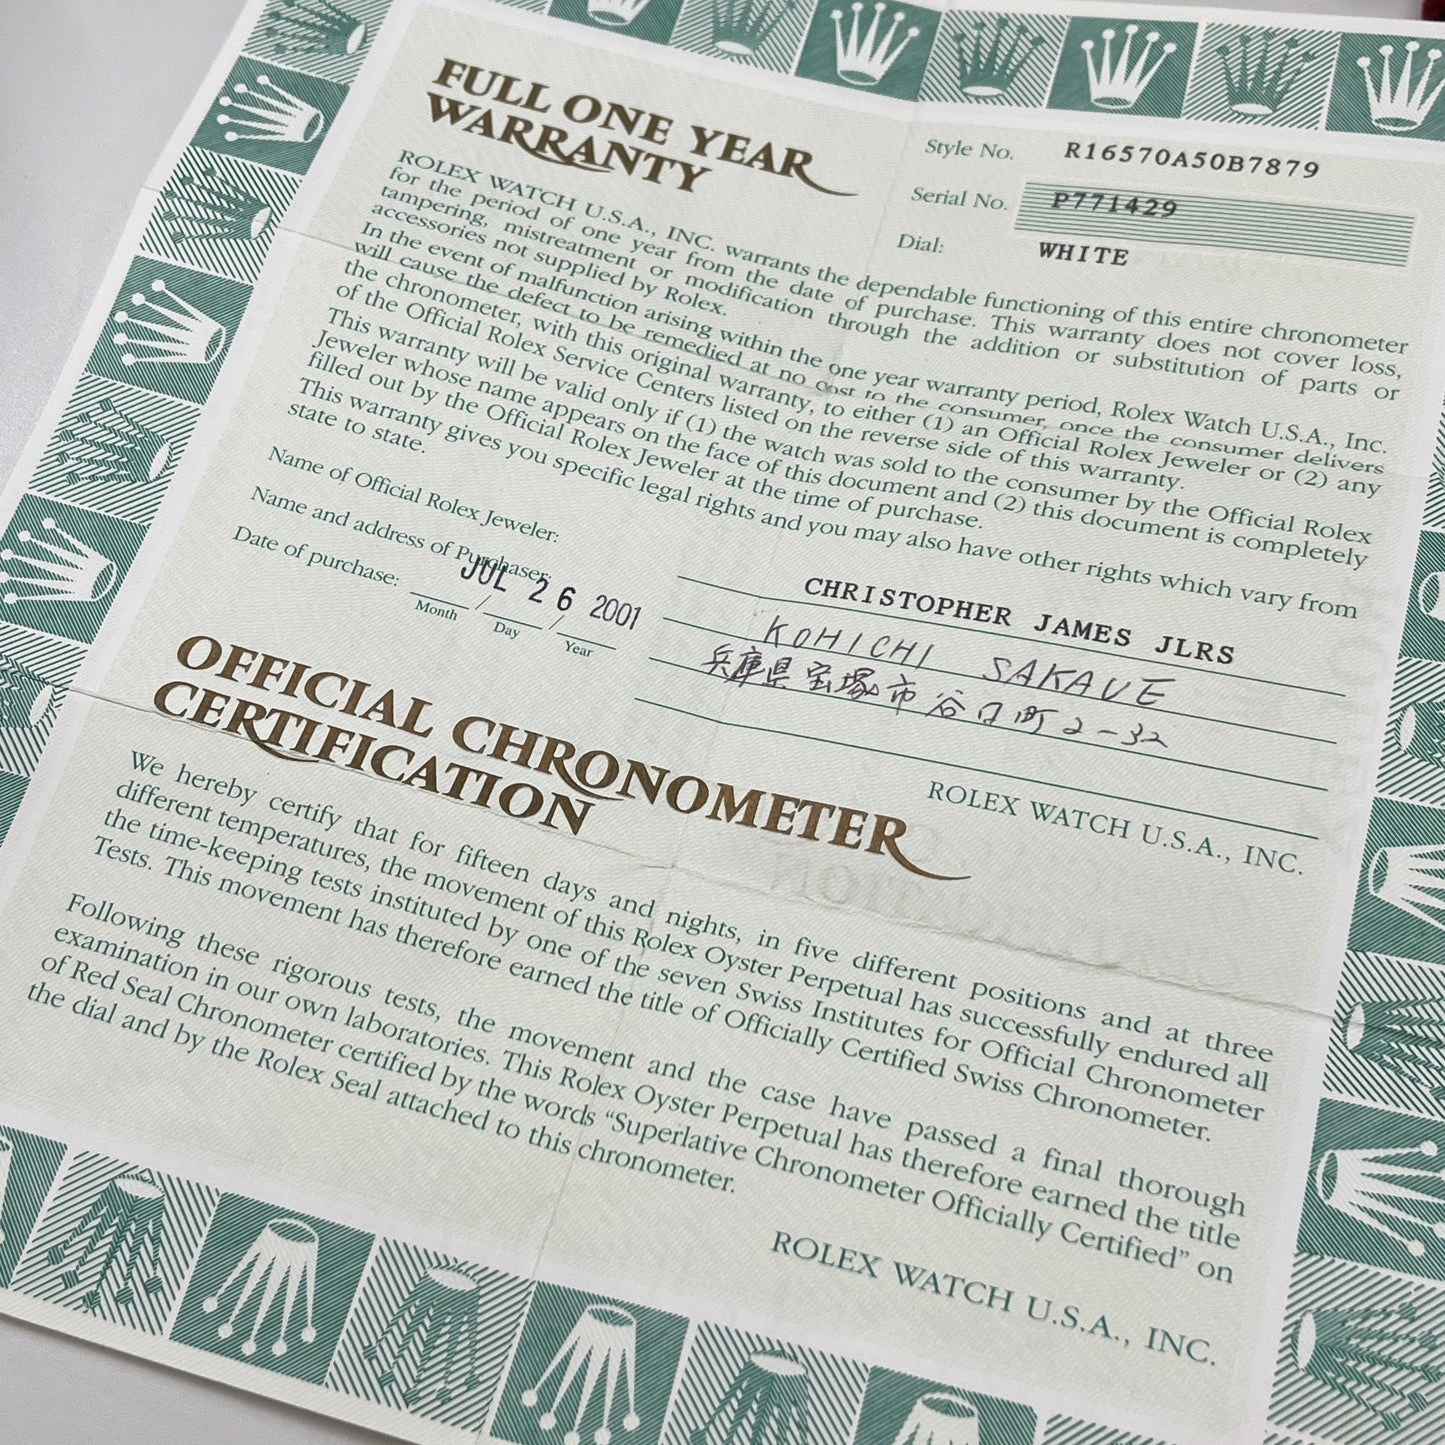 FULL ONE YEAR
WARRANTY
Style No. R16570A50B7879
Serial No. P771429
Dial: WHITE
ROLEX WATCH U.S.A., INC. warrants the dependable functioning of this entire chronometer
for the period of one year from the date of purchase. This warranty does not cover loss,
tampering, mistreatment or modification through the addition or substitution of parts or
accessories not supplied by Rolex.
In the event of malfunction arising within the one year warranty period, Rolex Watch U.S.A., Inc.
will cause the defect to be remedied at no cost to the consumer, once the consumer delivers
the chronometer, with this original warranty, to either (1) an Official Rolex Jeweler or (2) any
of the Official Rolex Service Centers listed on the reverse side of this warranty.
This warranty will be valid only if (1) the watch was sold to the consumer by the Official Rolex
Jeweler whose name appears on the face of this document and (2) this document is completely
filled out by the Official Rolex Jeweler at the time of purchase.
This warranty gives you specific legal rights and you may also have other rights which vary from
state to state.
Name of Official Rolex Jeweler: CHRISTOPHER JAMES JLRS
Name and address of Purchaser: KOHICHI SAKAUE
兵庫県宝塚市谷口町2-32
Date of purchase: JUL 26 2001
Month / Day / Year
ROLEX WATCH U.S.A., INC.
OFFICIAL CHRONOMETER
CERTIFICATION
We hereby certify that for fifteen days and nights, in five different positions and at three
different temperatures, the movement of this Rolex Oyster Perpetual has successfully endured all
the time-keeping tests instituted by one of the seven Swiss Institutes for Official Chronometer
Tests. This movement has therefore earned the title of Officially Certified Swiss Chronometer.
Following these rigorous tests, the movement and the case have passed a final thorough
examination in our own laboratories. This Rolex Oyster Perpetual has therefore earned the title
of Red Seal Chronometer certified by the words “Superlative Chronometer Officially Certified” on
the dial and by the Rolex Seal attached to this chronometer.
ROLEX WATCH U.S.A., INC.